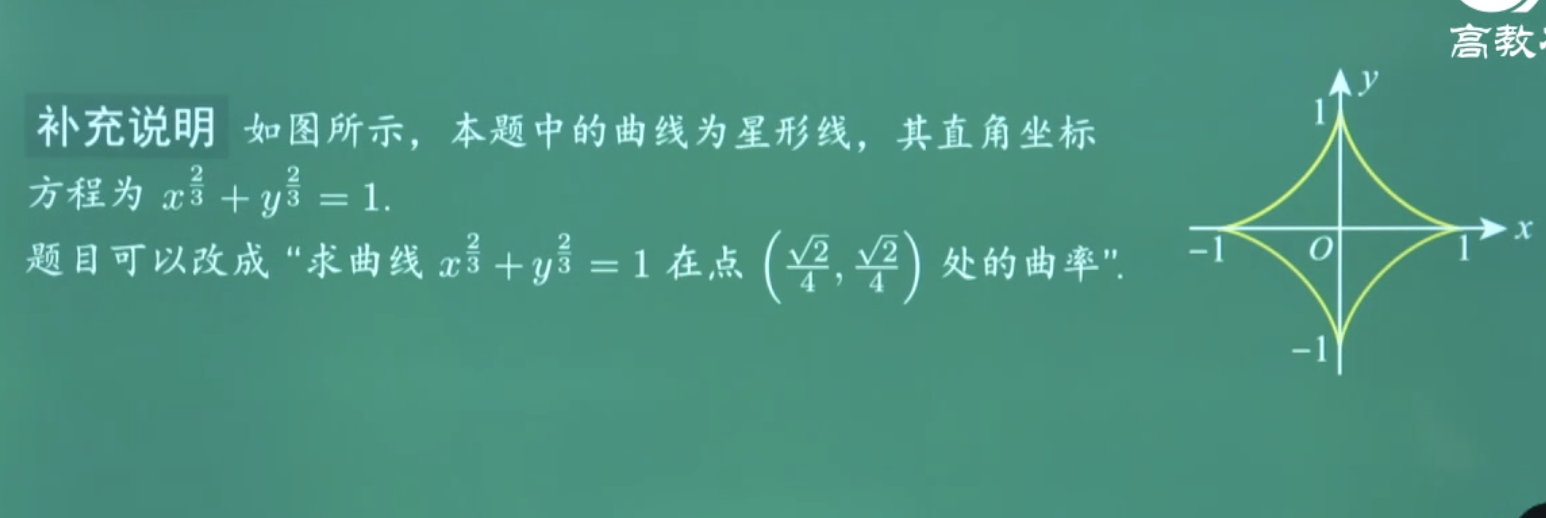 高教
补充说明 如图所示，本题中的曲线为星形线，其直角坐标
方程为 x^{\frac{2}{3}} + y^{\frac{2}{3}} = 1.
题目可以改成“求曲线 x^{\frac{2}{3}} + y^{\frac{2}{3}} = 1 在点 (\frac{\sqrt{2}}{4}, \frac{\sqrt{2}}{4}) 处的曲率”.
y
1
-1 O 1 x
-1